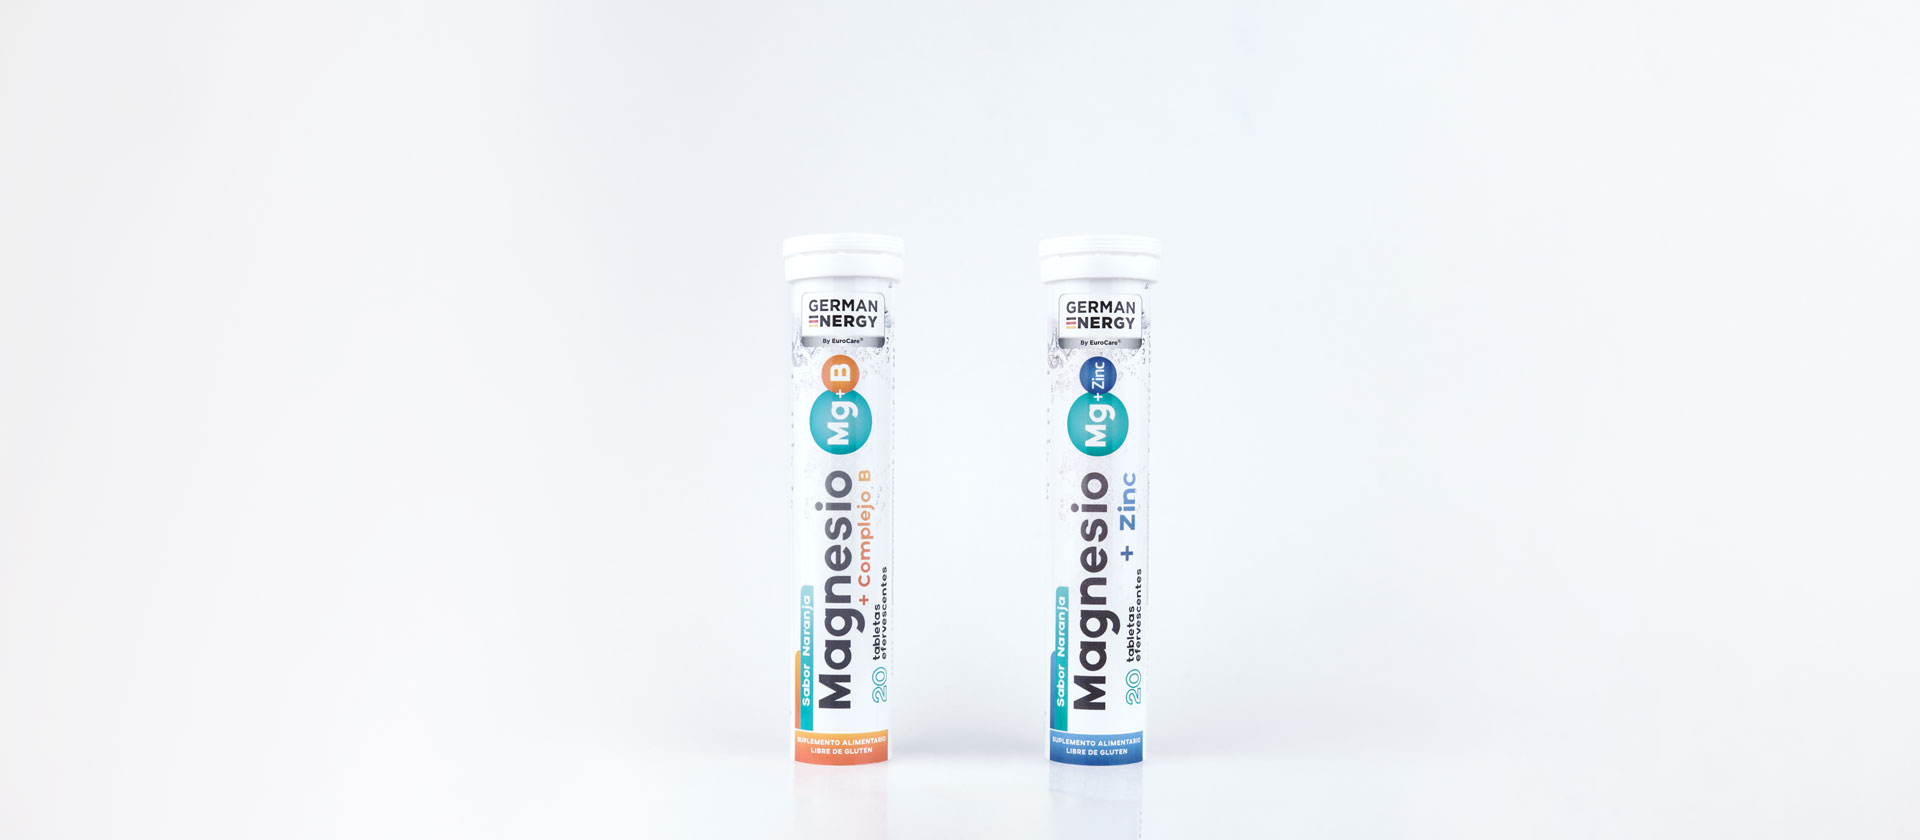 GERMAN
ENERGY
By EuroCare®
Mg + B
Magnesio
+ Complejo B
sabor Naranja
20 tabletas
efervescentes
SUPLEMENTO ALIMENTARIO
LIBRE DE GLUTEN
GERMAN
ENERGY
By EuroCare®
Mg + Zinc
Magnesio
+ Zinc
sabor Naranja
20 tabletas
efervescentes
SUPLEMENTO ALIMENTARIO
LIBRE DE GLUTEN